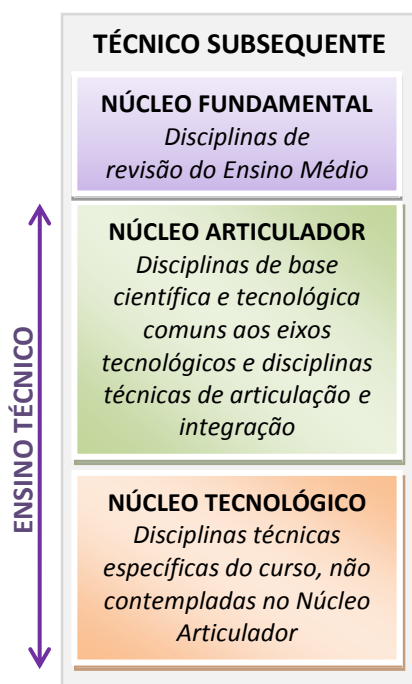 TÉCNICO SUBSEQUENTE
NÚCLEO FUNDAMENTAL
Disciplinas de
revisão do Ensino Médio
ENSINO TÉCNICO
NÚCLEO ARTICULADOR
Disciplinas de base
científica e tecnológica
comuns aos eixos
tecnológicos e disciplinas
técnicas de articulação e
integração
NÚCLEO TECNOLÓGICO
Disciplinas técnicas
específicas do curso, não
contempladas no Núcleo
Articulador